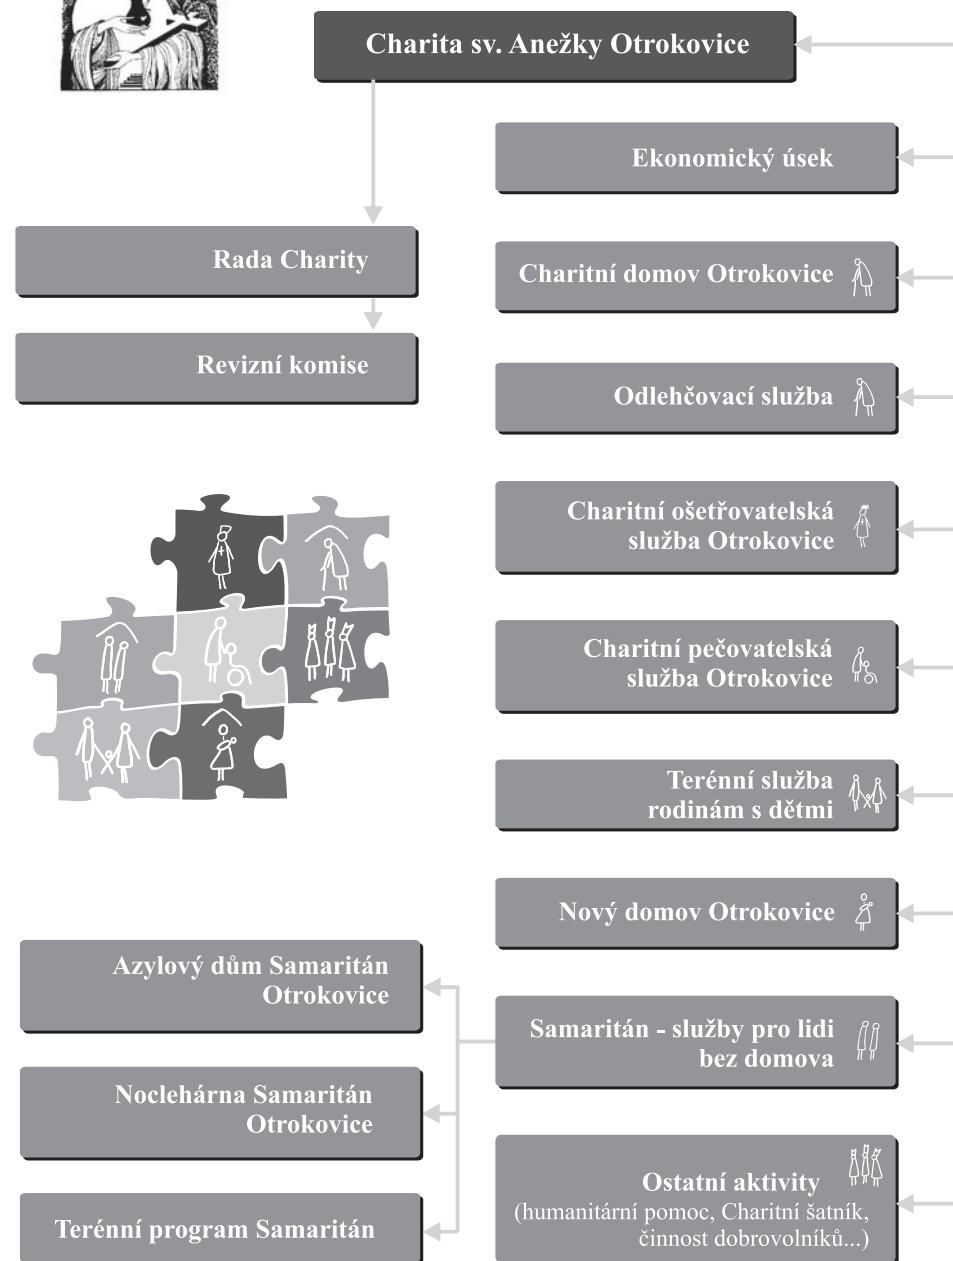 Charita sv. Anežky Otrokovice
Ekonomický úsek
Rada Charity
Charitní domov Otrokovice
Revizní komise
Odlehčovací služba
Charitní ošetřovatelská
služba Otrokovice
Charitní pečovatelská
služba Otrokovice
Terénní služba
rodinám s dětmi
Nový domov Otrokovice
Samaritán - služby pro lidi
bez domova
Azylový dům Samaritán
Otrokovice
Noclehárna Samaritán
Otrokovice
Terénní program Samaritán
Ostatní aktivity
(humanitární pomoc, Charitní šatník,
činnost dobrovolníků...)